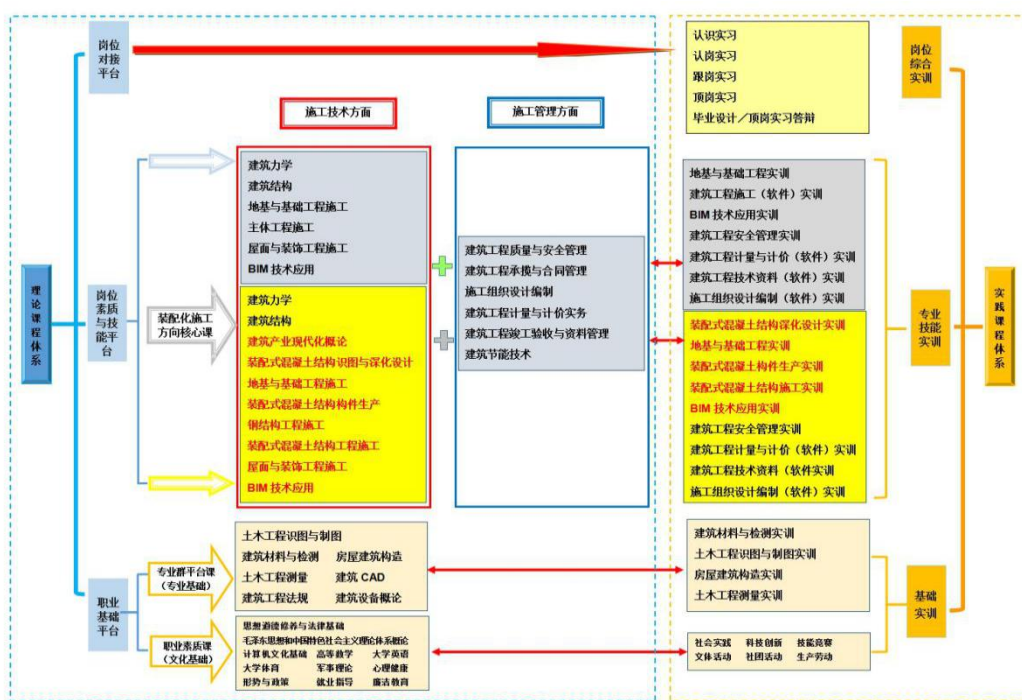 岗位
对接
平台
认识实习
认岗实习
跟岗实习
顶岗实习
毕业设计／顶岗实习答辩
岗位
综合
实训
施工技术方面
施工管理方面
理论课程体系
岗位
素质
与技
能平
台
装配化施工
方向核心课
建筑力学
建筑结构
地基与基础工程施工
主体工程施工
屋面与装饰工程施工
BIM 技术应用
建筑力学
建筑结构
建筑产业现代化概论
装配式混凝土结构识图与深化设计
地基与基础工程施工
装配式混凝土结构构件生产
钢结构工程施工
装配式混凝土结构工程施工
屋面与装饰工程施工
BIM 技术应用
建筑工程质量与安全管理
建筑工程承揽与合同管理
施工组织设计编制
建筑工程计量与计价实务
建筑工程竣工验收与资料管理
建筑节能技术
地基与基础工程实训
建筑工程施工（软件）实训
BIM 技术应用实训
建筑工程安全管理实训
建筑工程计量与计价（软件）实训
建筑工程技术资料（软件）实训
施工组织设计编制（软件）实训
装配式混凝土结构深化设计实训
地基与基础工程实训
装配式混凝土构件生产实训
装配式混凝土结构施工实训
BIM 技术应用实训
建筑工程安全管理实训
建筑工程计量与计价（软件）实训
建筑工程技术资料（软件实训
施工组织设计编制（软件）实训
专业
技能
实训
实践课程体系
职业
基础
平台
专业群平台课
（专业基础）
土木工程识图与制图
建筑材料与检测 房屋建筑构造
土木工程测量 建筑 CAD
建筑工程法规 建筑设备概论
建筑材料与检测实训
土木工程识图与制图实训
房屋建筑构造实训
土木工程测量实训
基础
实训
职业素质课
（文化基础）
思想道德修养与法律基础
毛泽东思想和中国特色社会主义理论体系概论
计算机文化基础 高等数学 大学英语
大学体育 军事理论 心理健康
形势与政策 就业指导 廉洁教育
社会实践 科技创新 技能竞赛
文体活动 社团活动 生产劳动